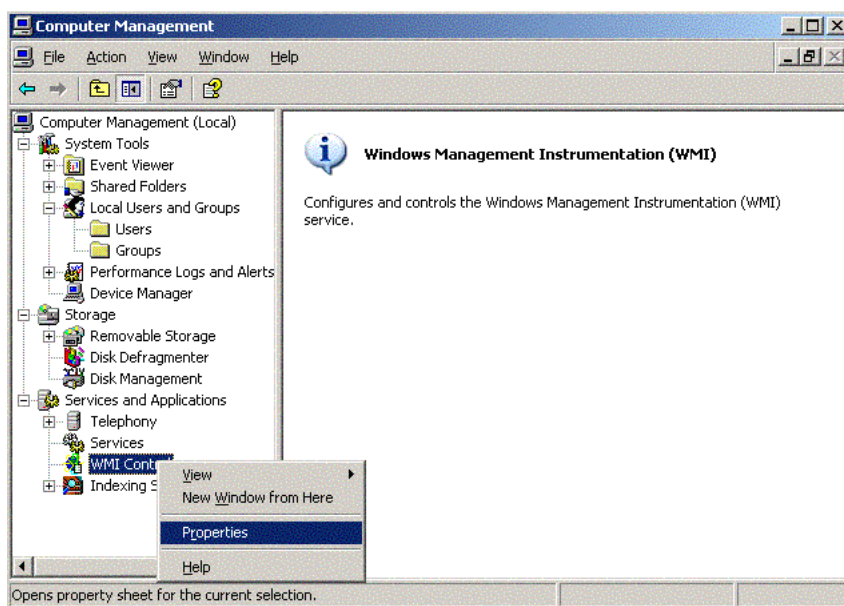 Computer Management
File Action View Window Help
Computer Management (Local)
System Tools
Event Viewer
Shared Folders
Local Users and Groups
Users
Groups
Performance Logs and Alerts
Device Manager
Storage
Removable Storage
Disk Defragmenter
Disk Management
Services and Applications
Telephony
Services
WMI Cont
Indexing S
View
New Window from Here
Properties
Help
Windows Management Instrumentation (WMI)
Configures and controls the Windows Management Instrumentation (WMI)
service.
Opens property sheet for the current selection.